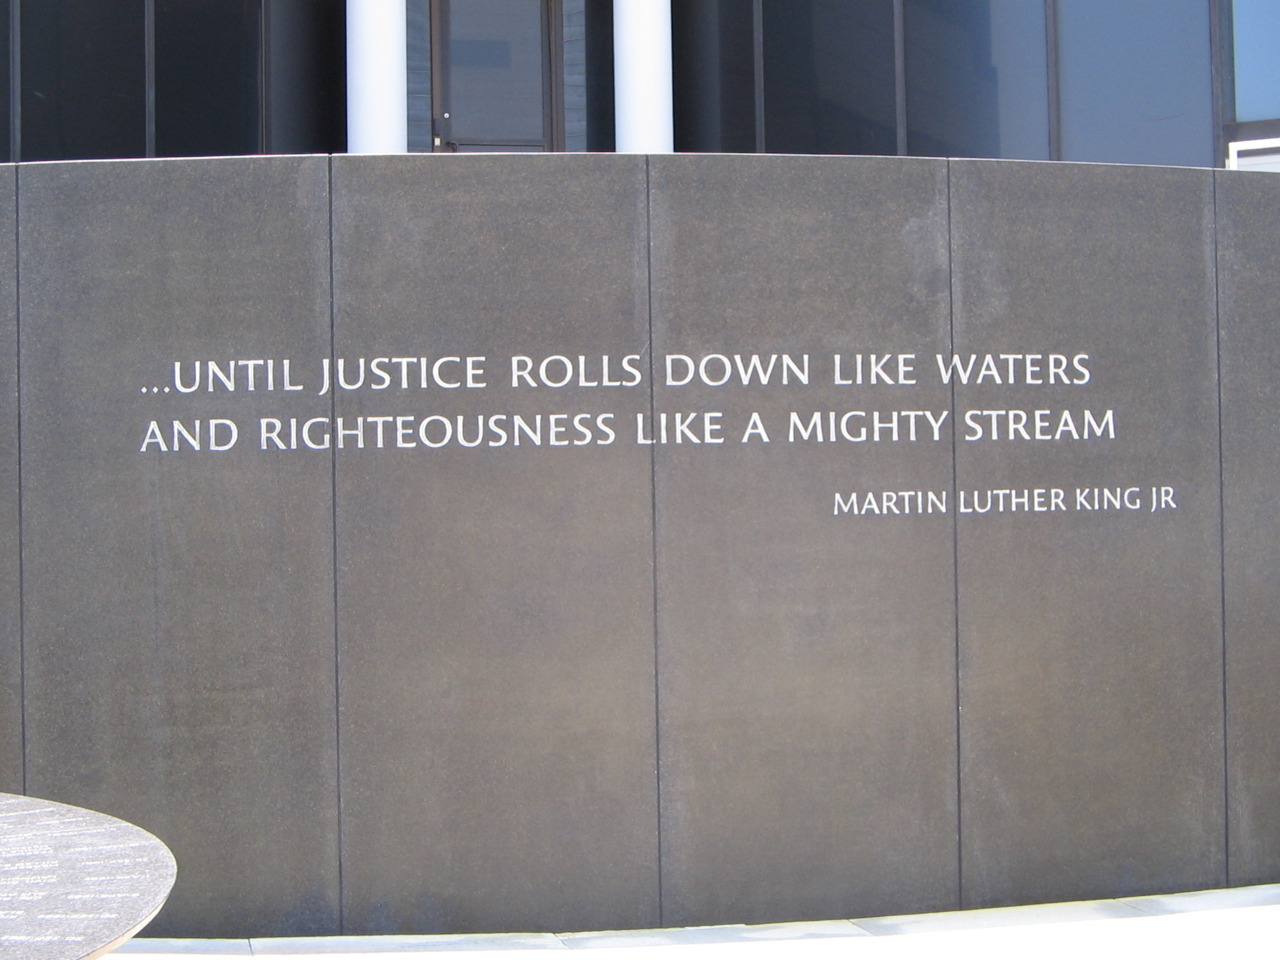 ...UNTIL JUSTICE ROLLS DOWN LIKE WATERS
AND RIGHTEOUSNESS LIKE A MIGHTY STREAM
MARTIN LUTHER KING JR